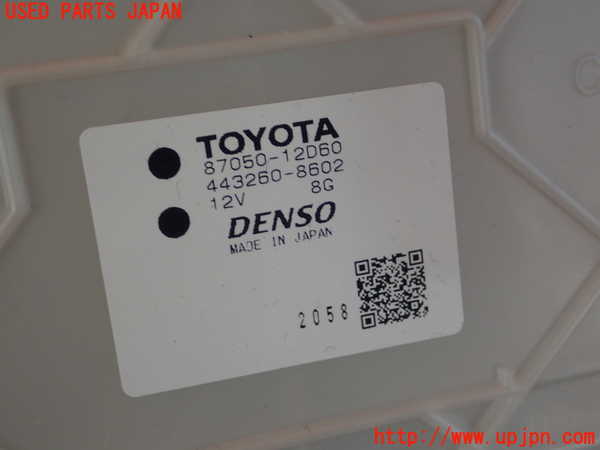 USED PARTS JAPAN
TOYOTA
87050-12D60
443260-8602
12V 8G
DENSO
MADE IN JAPAN
2058
http://www.upjpn.com/